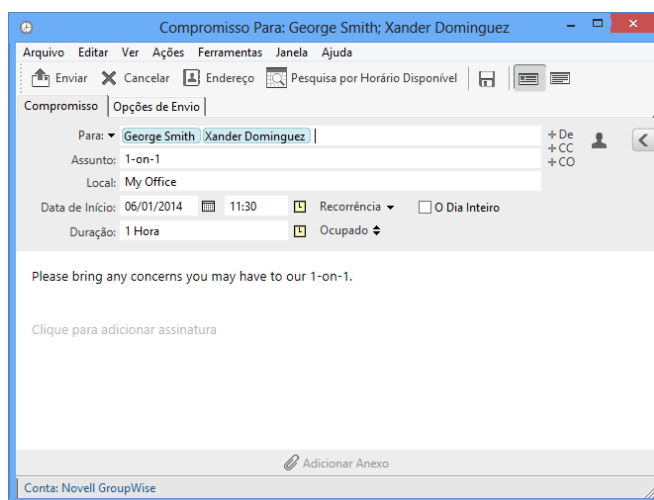 Compromisso Para: George Smith; Xander Dominguez
Arquivo Editar Ver Ações Ferramentas Janela Ajuda
Enviar Cancelar Endereço Pesquisa por Horário Disponível
Compromisso Opções de Envio
Para: George Smith Xander Dominguez + De
+ CC
Assunto: 1-on-1 + CO
Local: My Office
Data de Início: 06/01/2014 11:30 Recorrência O Dia Inteiro
Duração: 1 Hora Ocupado
Please bring any concerns you may have to our 1-on-1.
Clique para adicionar assinatura
Adicionar Anexo
Conta: Novell GroupWise